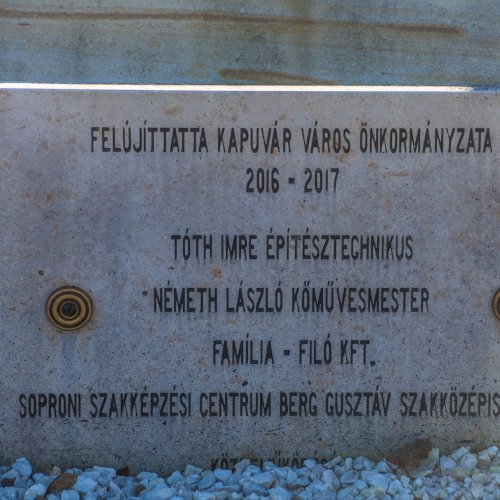 FELÚJÍTTATTA KAPUVÁR VÁROS ÖNKORMÁNYZATA
2016 - 2017
TÓTH IMRE ÉPÍTÉSZTECHNIKUS
NÉMETH LÁSZLÓ KŐMŰVESMESTER
FAMÍLIA - FILÓ KFT.
SOPRONI SZAKKÉPZÉSI CENTRUM BERG GUSZTÁV SZAKKÖZÉPIS